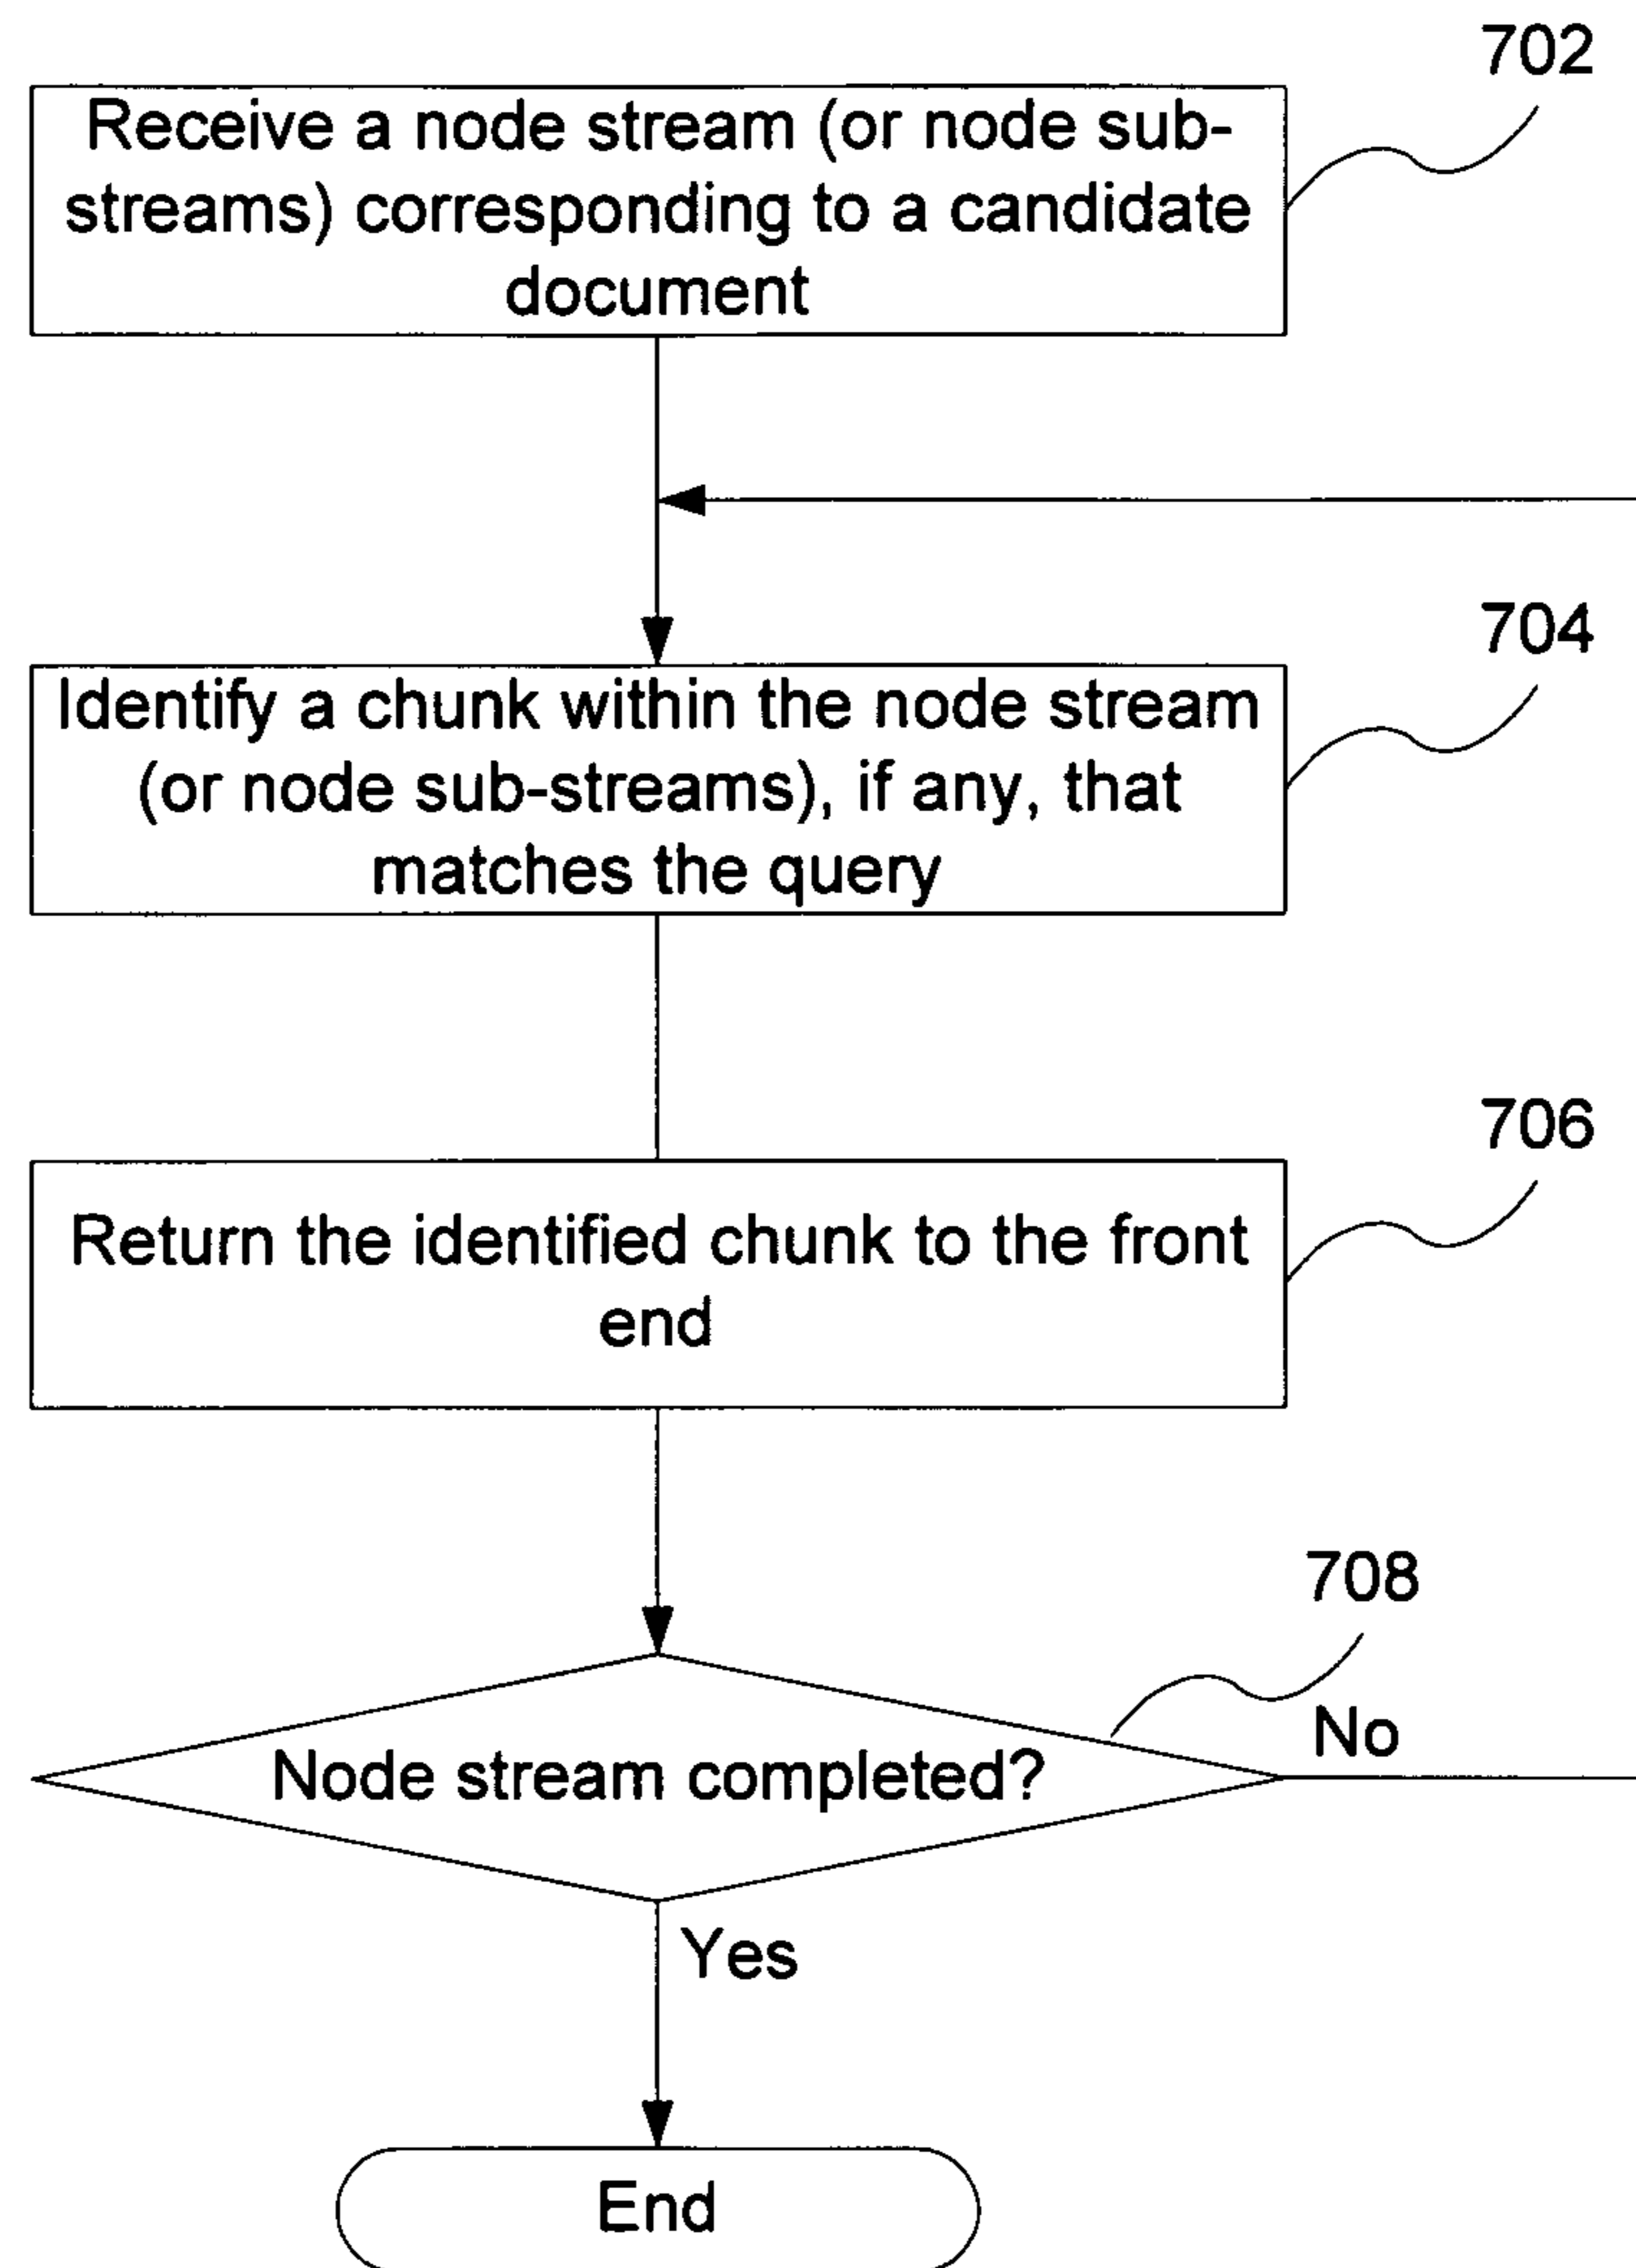 702
Receive a node stream (or node sub-
streams) corresponding to a candidate
document
704
Identify a chunk within the node stream
(or node sub-streams), if any, that
matches the query
706
Return the identified chunk to the front
end
708
No
Node stream completed?
Yes
End